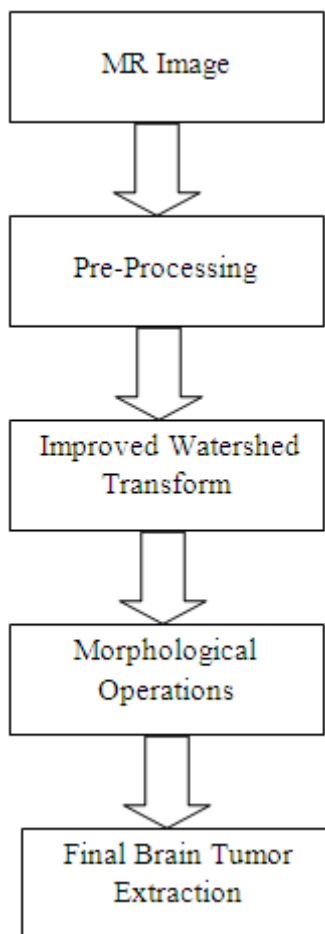 MR Image
Pre-Processing
Improved Watershed
Transform
Morphological
Operations
Final Brain Tumor
Extraction